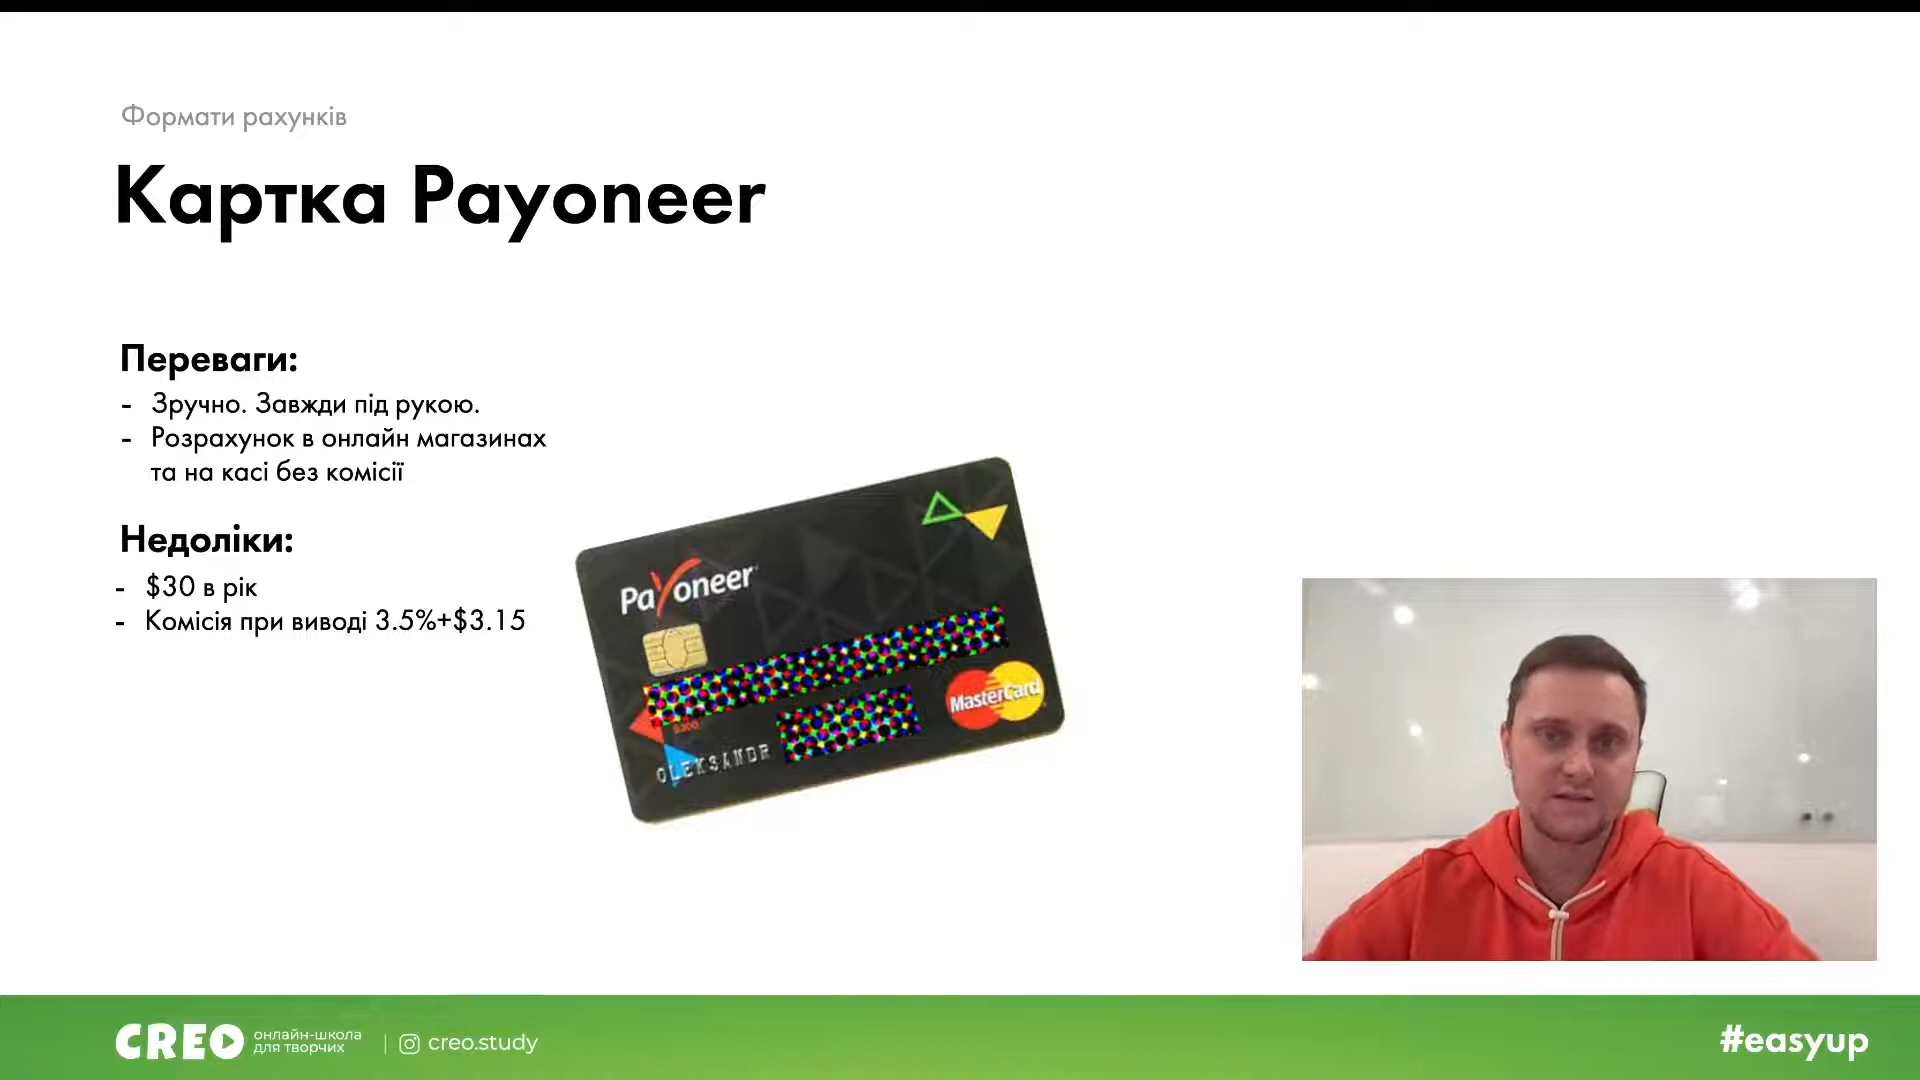 Формати рахунків
Картка Payoneer
Переваги:
- Зручно. Завжди під рукою.
- Розрахунок в онлайн магазинах
та на касі без комісії
Недоліки:
- $30 в рік
- Комісія при виводі 3.5%+$3.15
Payoneer
MasterCard
OLEKSANDR
CREO
онлайн-школа
для творчих
creo.study
#easyup